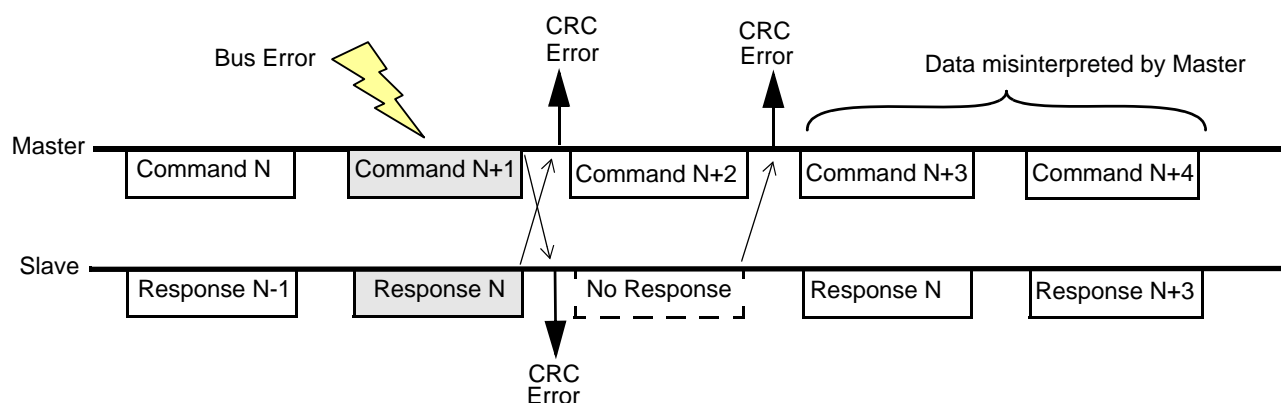 CRC
Error
CRC
Error
Bus Error
Data misinterpreted by Master
Master
Command N
Command N+1
Command N+2
Command N+3
Command N+4
Slave
Response N-1
Response N
No Response
Response N
Response N+3
CRC
Error